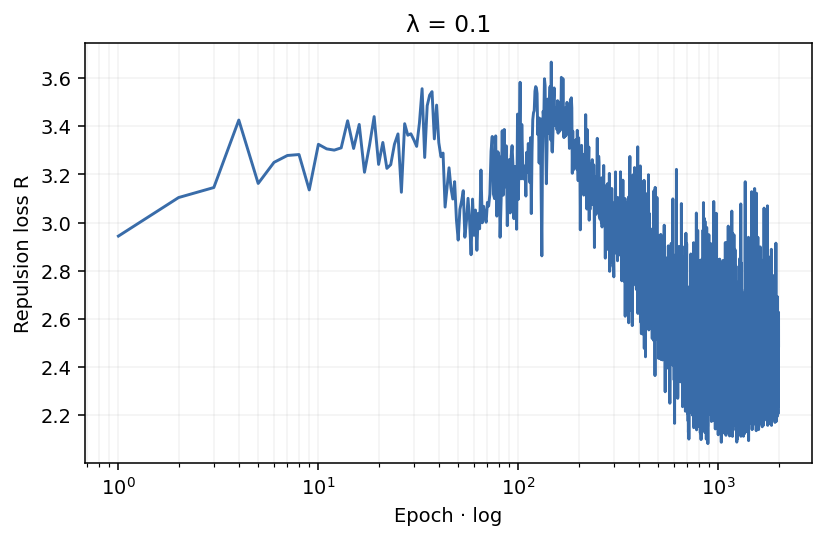 λ = 0.1
Repulsion loss R
3.6
3.4
3.2
3.0
2.8
2.6
2.4
2.2
10⁰ 10¹ 10² 10³
Epoch · log